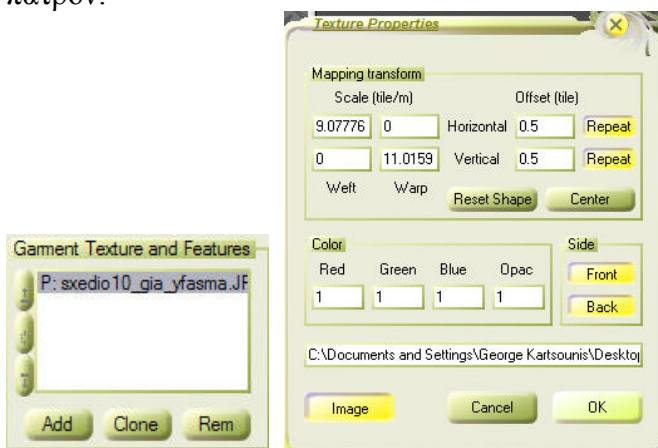 πατρόν.
Texture Properties
Mapping transform
Scale (tile/m) Offset (tile)
9.07776 0 Horizontal 0.5 Repeat
0 11.0159 Vertical 0.5 Repeat
Weft Warp Reset Shape Center
Color Side
Red Green Blue Opac Front
1 1 1 1 Back
C:\Documents and Settings\George Kartsounis\Desktop
Image Cancel OK
Garment Texture and Features
P: sxedio10_gia_yfasma.JF
Add Clone Rem